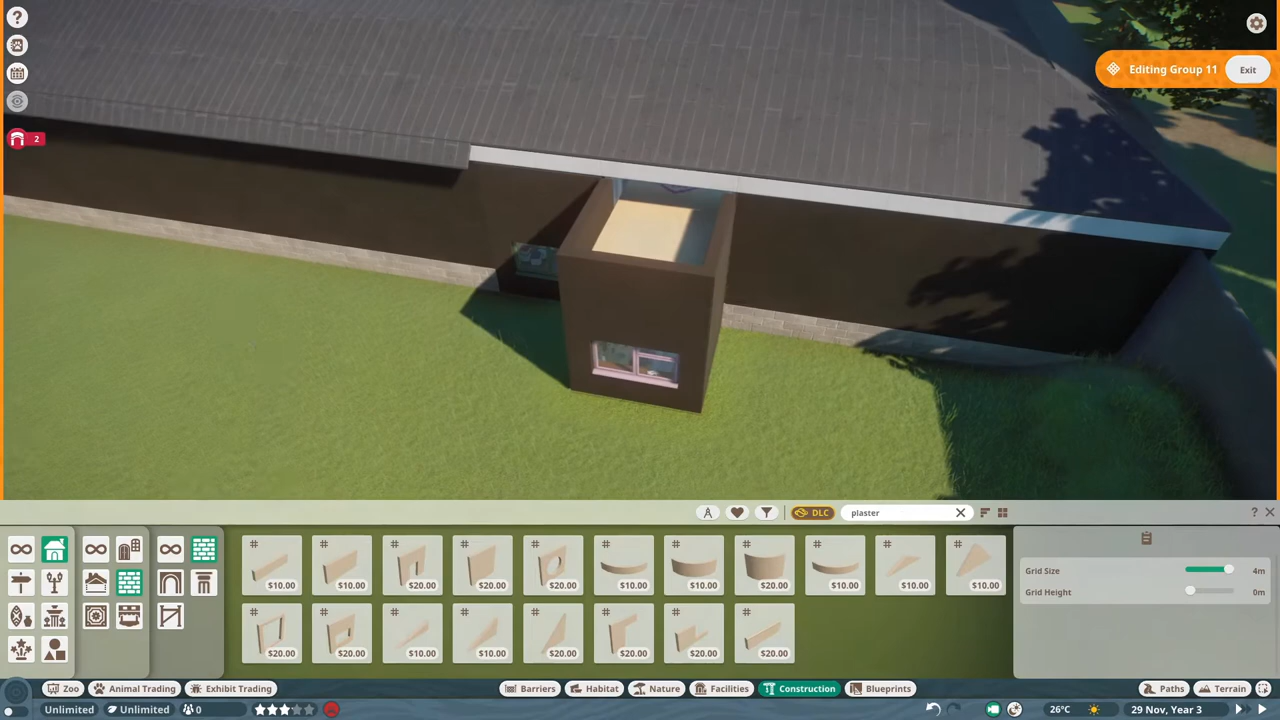 ?
Editing Group 11
Exit
2
DLC
plaster
?
$10.00 $10.00 $20.00 $20.00 $20.00 $10.00 $10.00 $20.00 $10.00 $10.00 $10.00
Grid Size 4m
Grid Height 0m
$20.00 $20.00 $10.00 $10.00 $20.00 $20.00 $20.00 $20.00
Zoo
Animal Trading
Exhibit Trading
Barriers
Habitat
Nature
Facilities
Construction
Blueprints
Paths
Terrain
Unlimited
Unlimited
0
26°C
29 Nov, Year 3